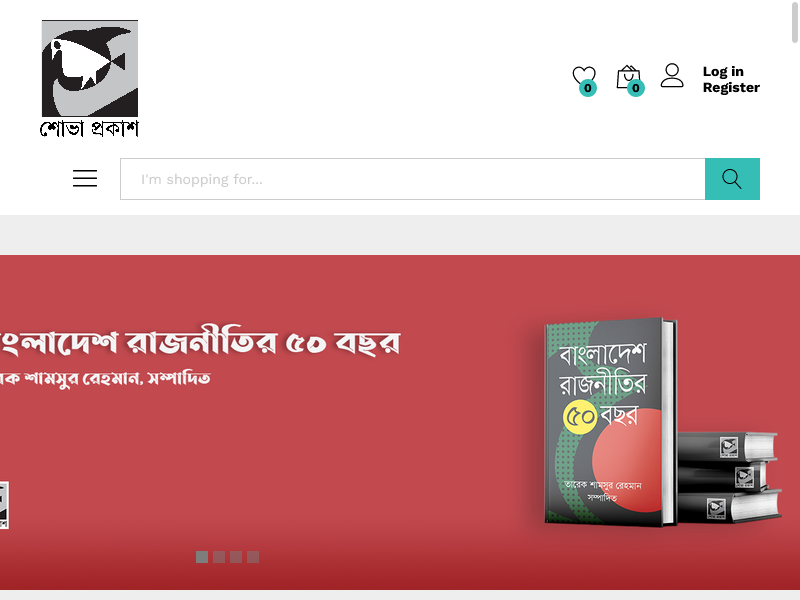 শোভা প্রকাশ
0
0
Log in
Register
I'm shopping for...
বাংলাদেশ
রাজনীতির
৫০ বছর
তারেক শামসুর রেহমান
সম্পাদিত
রাজনীতির ৫০ বছর
শামসুর রেহমান, সম্পাদিত